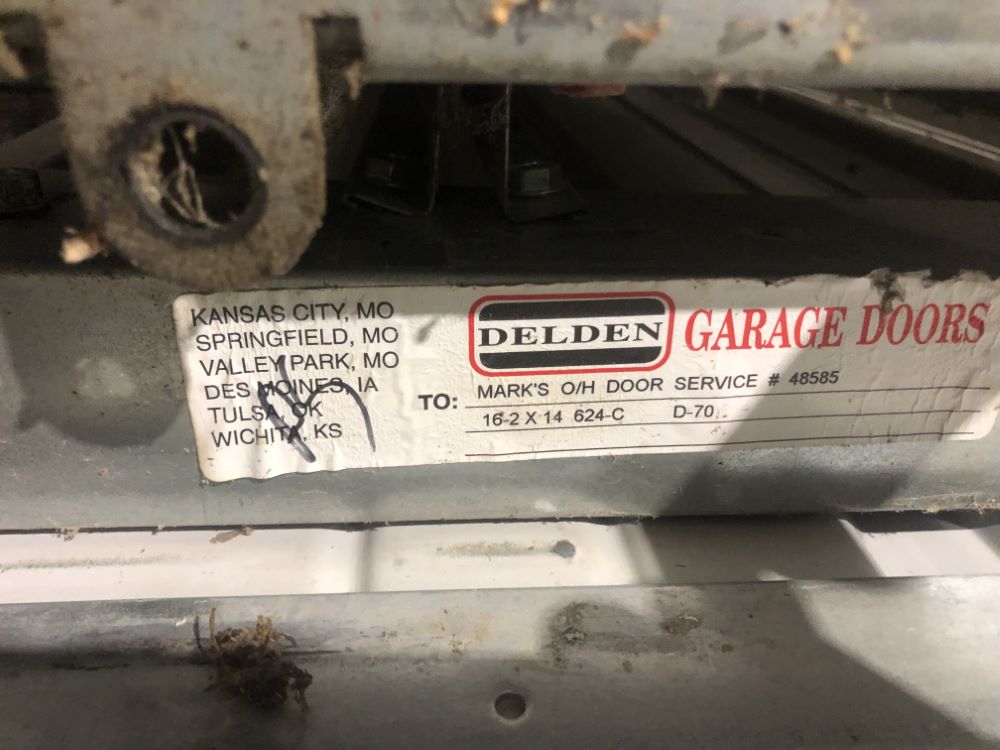 KANSAS CITY, MO
SPRINGFIELD, MO
VALLEY PARK, MO
DES MOINES, IA
TULSA, OK
WICHITA, KS
DELDEN GARAGE DOORS
TO: MARK'S O/H DOOR SERVICE # 48585
16-2 X 14 624-C D-70